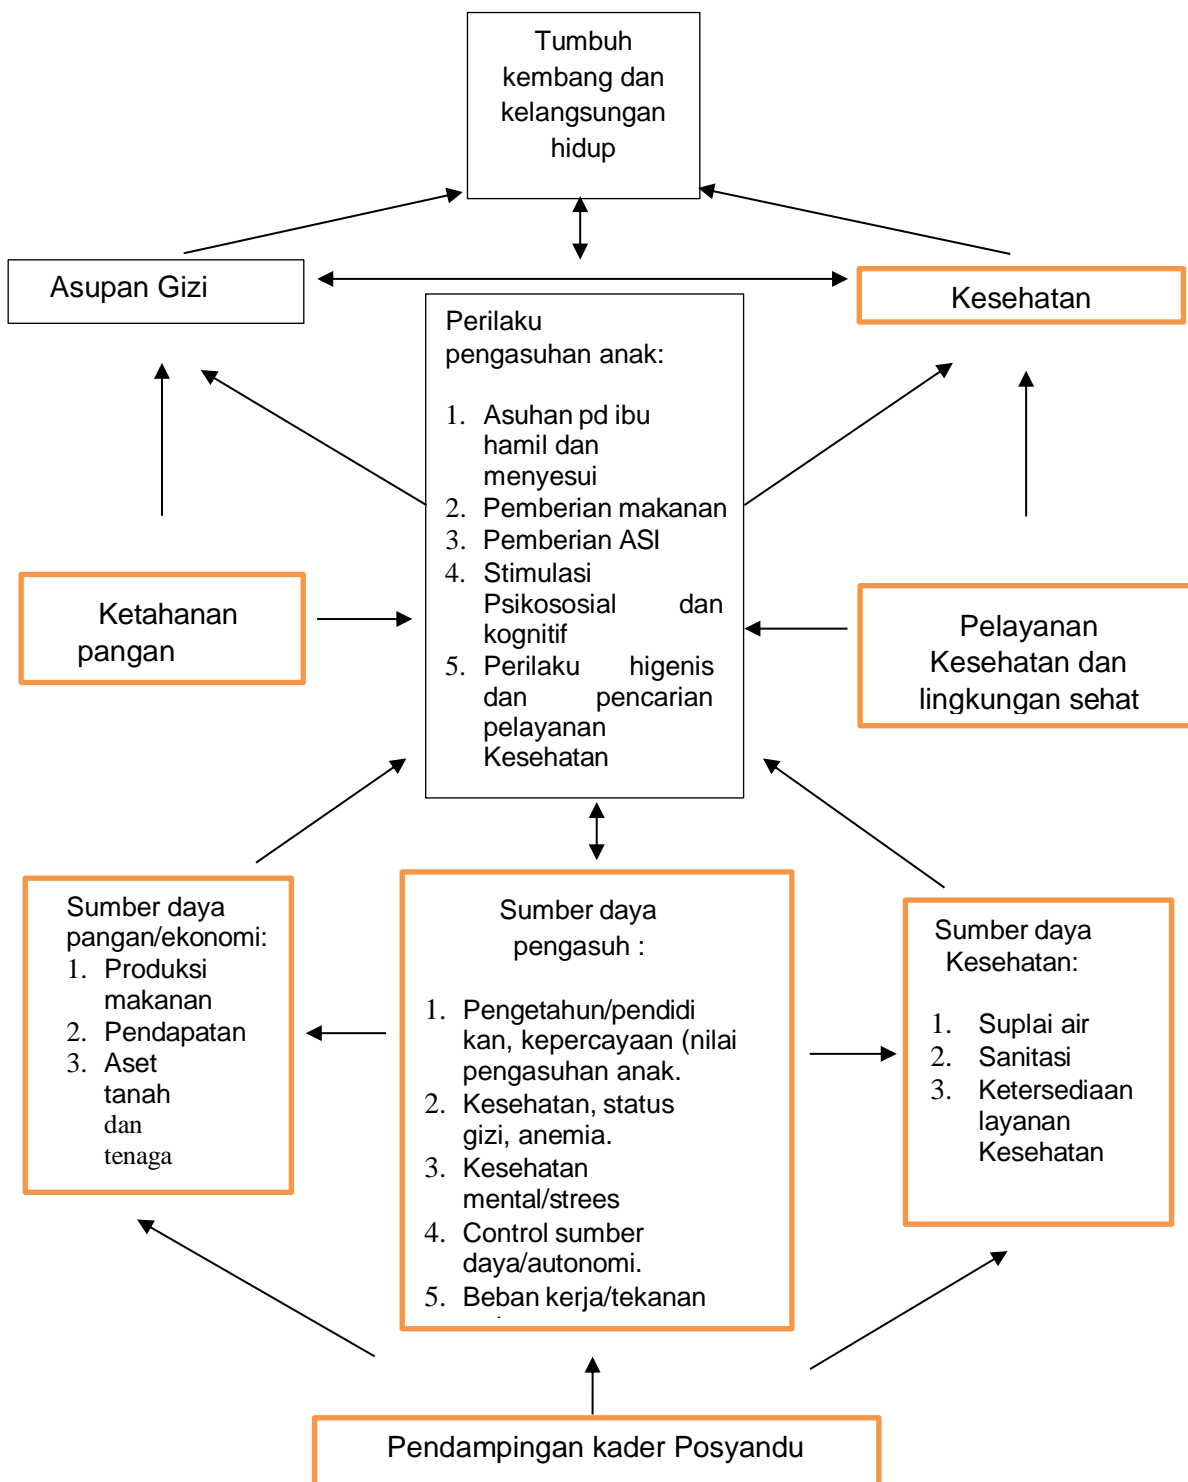 Tumbuh
kembang dan
kelangsungan
hidup
Asupan Gizi
Kesehatan
Perilaku
pengasuhan anak:
1. Asuhan pd ibu
hamil dan
menyesui
2. Pemberian makanan
3. Pemberian ASI
4. Stimulasi
Psikososial dan
kognitif
5. Perilaku higenis
dan pencarian
pelayanan
Kesehatan
Ketahanan
pangan
Pelayanan
Kesehatan dan
lingkungan sehat
Sumber daya
pangan/ekonomi:
1. Produksi
makanan
2. Pendapatan
3. Aset
tanah
dan
tenaga
Sumber daya
pengasuh :
1. Pengetahun/pendidi
kan, kepercayaan (nilai
pengasuhan anak.
2. Kesehatan, status
gizi, anemia.
3. Kesehatan
mental/strees
4. Control sumber
daya/autonomi.
5. Beban kerja/tekanan
Sumber daya
Kesehatan:
1. Suplai air
2. Sanitasi
3. Ketersediaan
layanan
Kesehatan
Pendampingan kader Posyandu